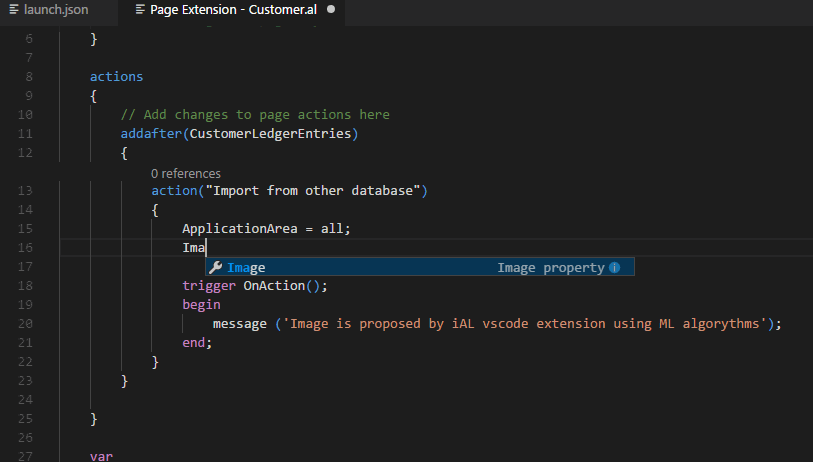 launch.json Page Extension - Customer.al
6 }
7
8 actions
9 {
10 // Add changes to page actions here
11 addafter(CustomerLedgerEntries)
12 {
0 references
13 action("Import from other database")
14 {
15 ApplicationArea = all;
16 Ima
17 Image Image property
18 trigger OnAction();
19 begin
20 message ('Image is proposed by iAL vscode extension using ML algorythms');
21 end;
22 }
23 }
24
25 }
26
27 var